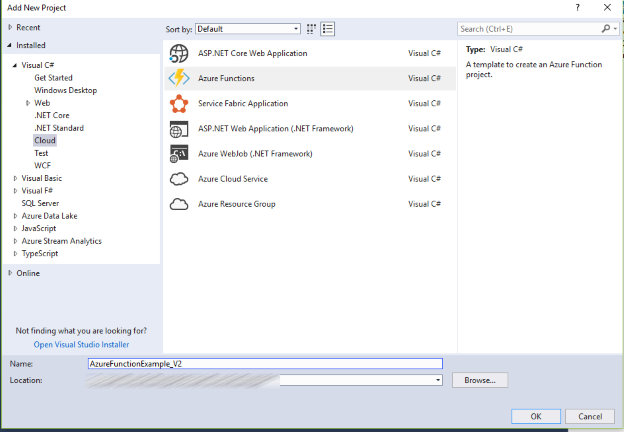 Add New Project
?
Recent
Sort by: Default
Search (Ctrl+E)
Installed
Visual C#
Get Started
Windows Desktop
Web
.NET Core
.NET Standard
Cloud
Test
WCF
Visual Basic
Visual F#
SQL Server
Azure Data Lake
JavaScript
Azure Stream Analytics
TypeScript
Online
Not finding what you are looking for?
Open Visual Studio Installer
ASP.NET Core Web Application Visual C#
Azure Functions Visual C#
Service Fabric Application Visual C#
ASP.NET Web Application (.NET Framework) Visual C#
Azure WebJob (.NET Framework) Visual C#
Azure Cloud Service Visual C#
Azure Resource Group Visual C#
Type: Visual C#
A template to create an Azure Function
project.
Name: AzureFunctionExample_V2
Location:
Browse...
OK Cancel